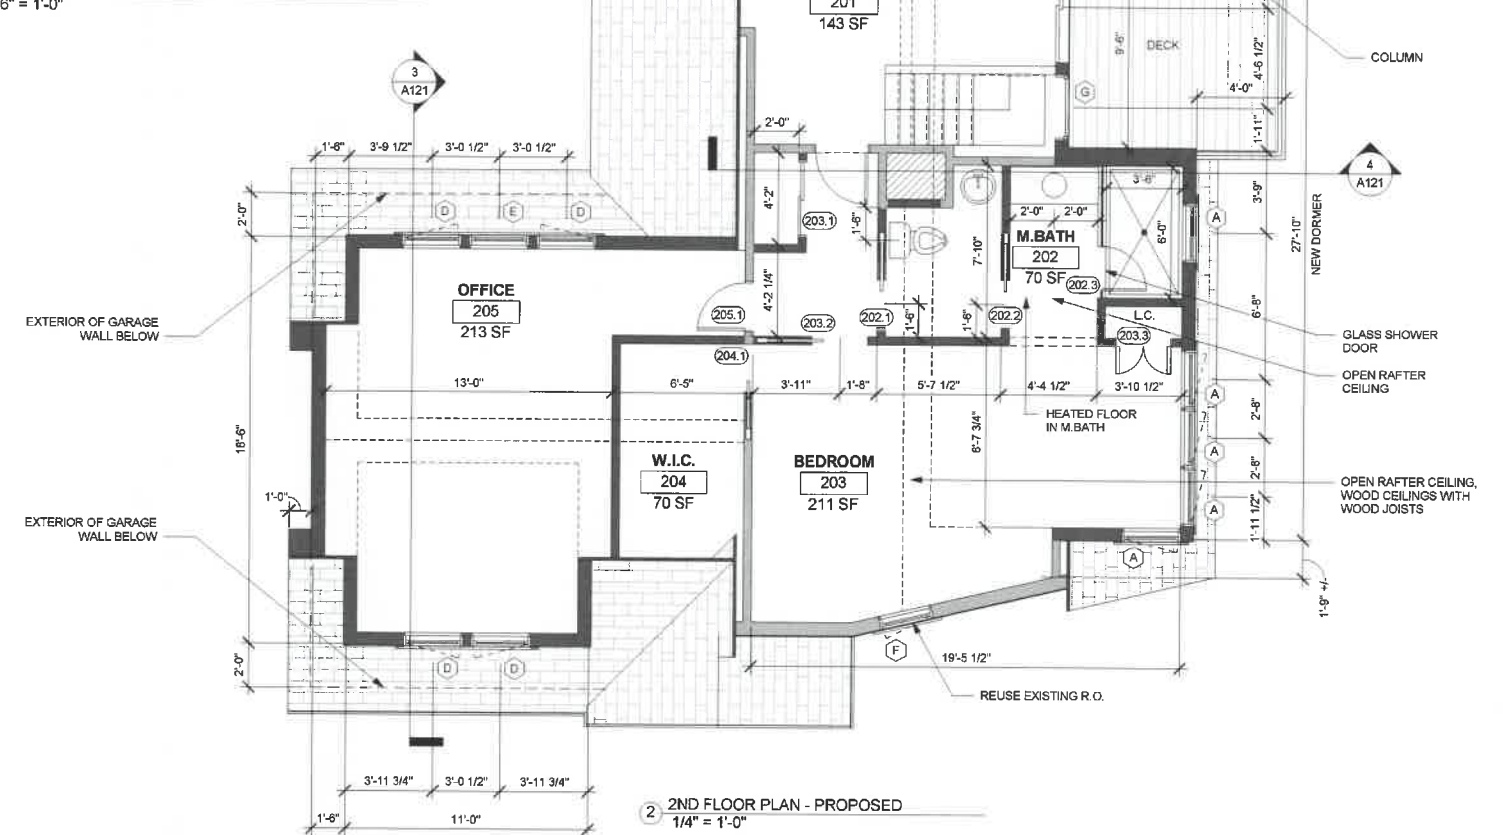 6" = 1'-0"
201
143 SF
DECK
9'-6"
4'-6 1/2"
COLUMN
3
A121
G
4'-0"
1'-11"
2'-0"
1'-6"
3'-9 1/2"
3'-0 1/2"
3'-0 1/2"
4
A121
3'-9"
2'-0"
D
E
D
4'-2"
203.1
1'-6"
2'-0"
2'-0"
M.BATH
202
70 SF
202.3
6'-0"
A
27'-10"
NEW DORMER
7'-10"
OFFICE
205
213 SF
4'-2 1/4"
205.1
203.2
202.1
1'-6"
1'-6"
202.2
L.C.
203.3
6'-8"
EXTERIOR OF GARAGE
WALL BELOW
GLASS SHOWER
DOOR
204.1
OPEN RAFTER
CEILING
13'-0"
6'-5"
3'-11"
1'-8"
5'-7 1/2"
4'-4 1/2"
3'-10 1/2"
A
2'-8"
HEATED FLOOR
IN M.BATH
6'-7 3/4"
16'-6"
A
2'-8"
W.I.C.
204
70 SF
BEDROOM
203
211 SF
OPEN RAFTER CEILING,
WOOD CEILINGS WITH
WOOD JOISTS
1'-0"
A
1'-11 1/2"
EXTERIOR OF GARAGE
WALL BELOW
A
1'-9" +/-
F
19'-5 1/2"
2'-0"
D
D
REUSE EXISTING R.O.
3'-11 3/4"
3'-0 1/2"
3'-11 3/4"
2
2ND FLOOR PLAN - PROPOSED
1/4" = 1'-0"
1'-6"
11'-0"